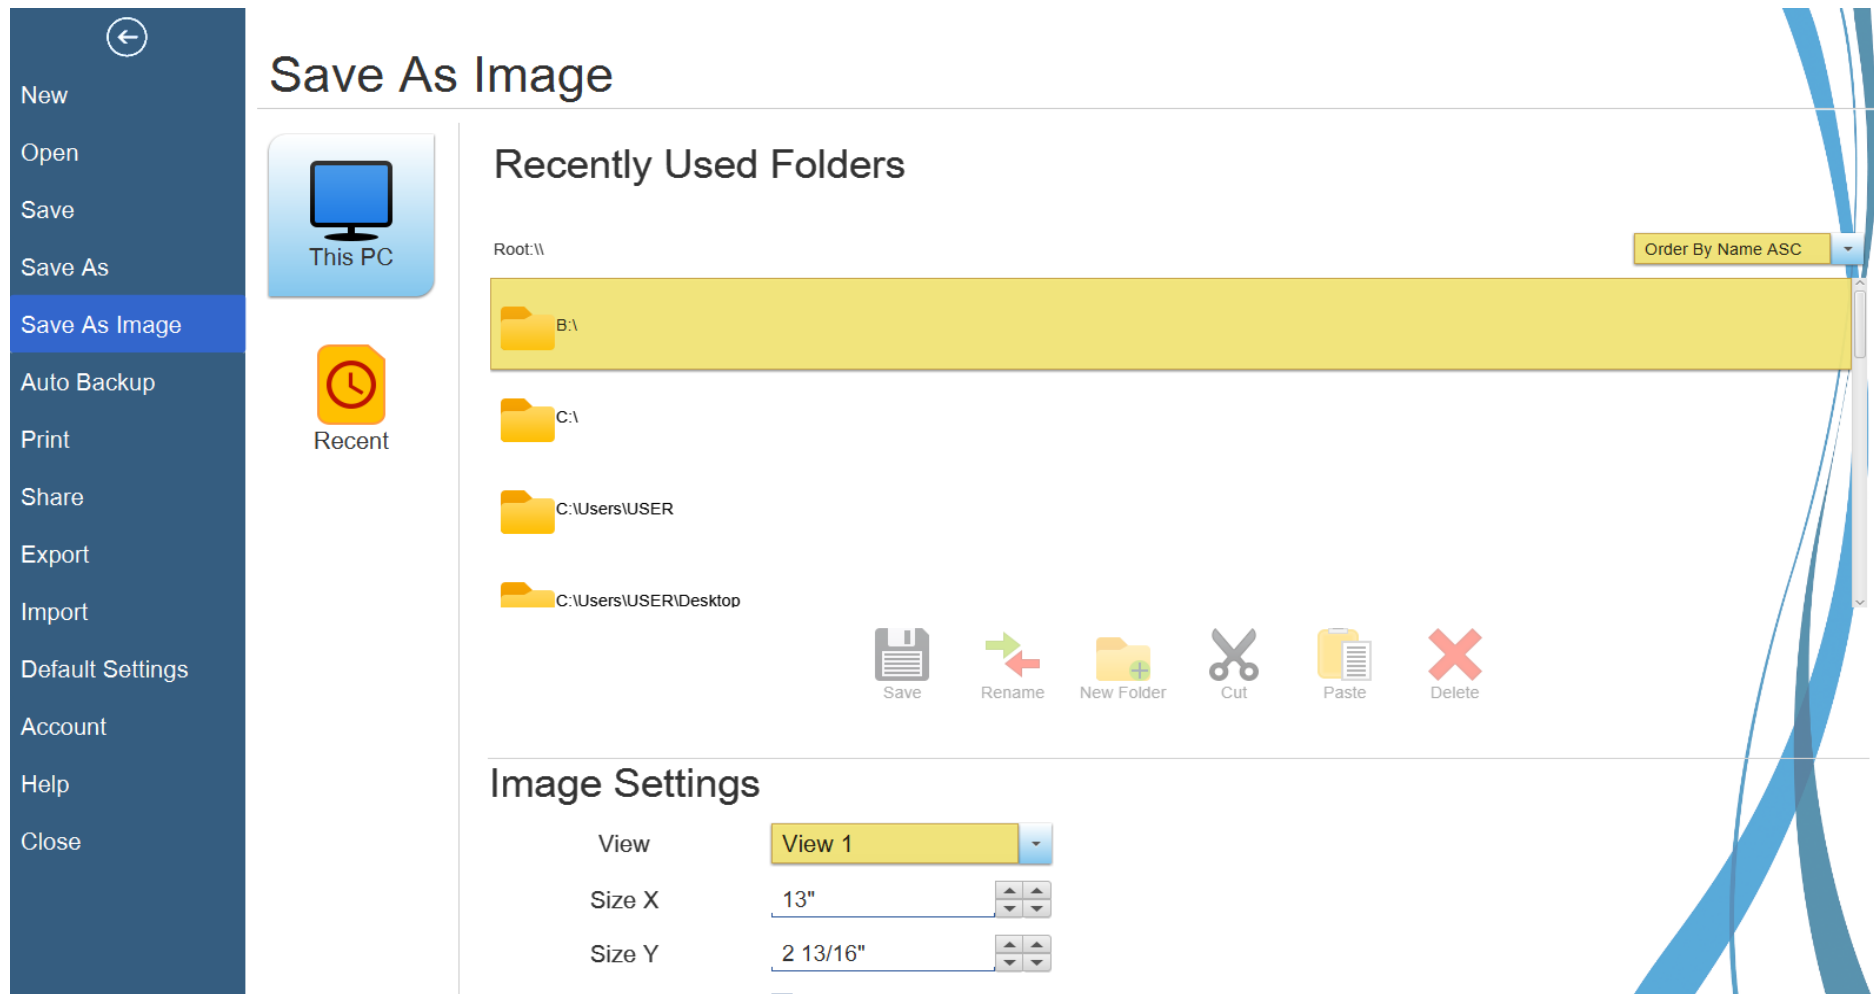 New
Open
Save
Save As
Save As Image
Auto Backup
Print
Share
Export
Import
Default Settings
Account
Help
Close
Save As Image
This PC
Recent
Recently Used Folders
Root:\\
Order By Name ASC
B:\
C:\
C:\Users\USER
C:\Users\USER\Desktop
Save
Rename
New Folder
Cut
Paste
Delete
Image Settings
View
View 1
Size X
13"
Size Y
2 13/16"